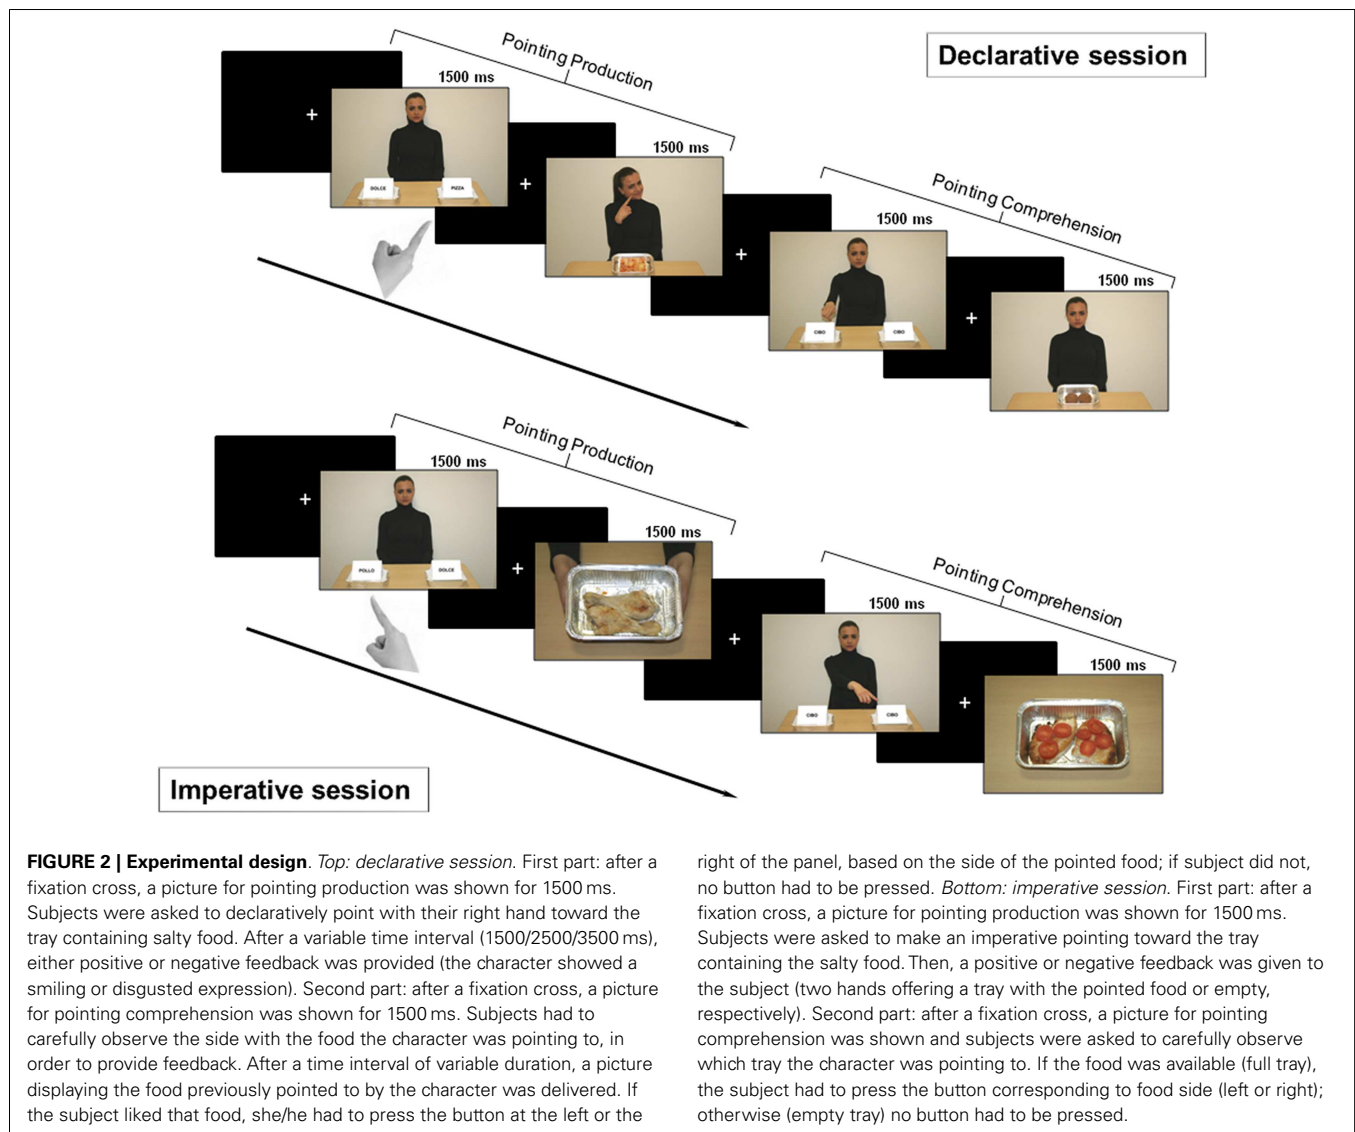 Pointing Production
Declarative session
1500 ms
DOLCE
PIZZA
1500 ms
Pointing Comprehension
1500 ms
CIBO
CIBO
1500 ms
Pointing Production
1500 ms
POLLO
DOLCE
1500 ms
Pointing Comprehension
1500 ms
CIBO
CIBO
1500 ms
Imperative session
FIGURE 2 | Experimental design. Top: declarative session. First part: after a
fixation cross, a picture for pointing production was shown for 1500 ms.
Subjects were asked to declaratively point with their right hand toward the
tray containing salty food. After a variable time interval (1500/2500/3500 ms),
either positive or negative feedback was provided (the character showed a
smiling or disgusted expression). Second part: after a fixation cross, a picture
for pointing comprehension was shown for 1500 ms. Subjects had to
carefully observe the side with the food the character was pointing to, in
order to provide feedback. After a time interval of variable duration, a picture
displaying the food previously pointed to by the character was delivered. If
the subject liked that food, she/he had to press the button at the left or the
right of the panel, based on the side of the pointed food; if subject did not,
no button had to be pressed. Bottom: imperative session. First part: after a
fixation cross, a picture for pointing production was shown for 1500 ms.
Subjects were asked to make an imperative pointing toward the tray
containing the salty food. Then, a positive or negative feedback was given to
the subject (two hands offering a tray with the pointed food or empty,
respectively). Second part: after a fixation cross, a picture for pointing
comprehension was shown and subjects were asked to carefully observe
which tray the character was pointing to. If the food was available (full tray),
the subject had to press the button corresponding to food side (left or right);
otherwise (empty tray) no button had to be pressed.